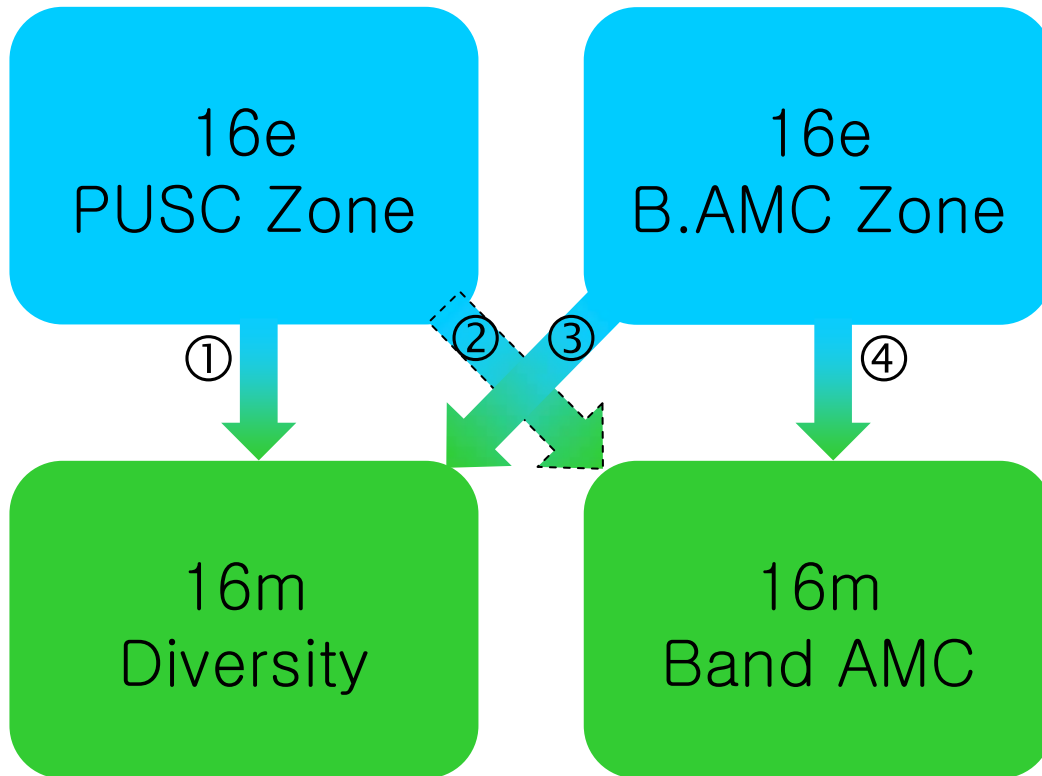 16e
PUSC Zone
16e
B.AMC Zone
①
②
③
④
16m
Diversity
16m
Band AMC